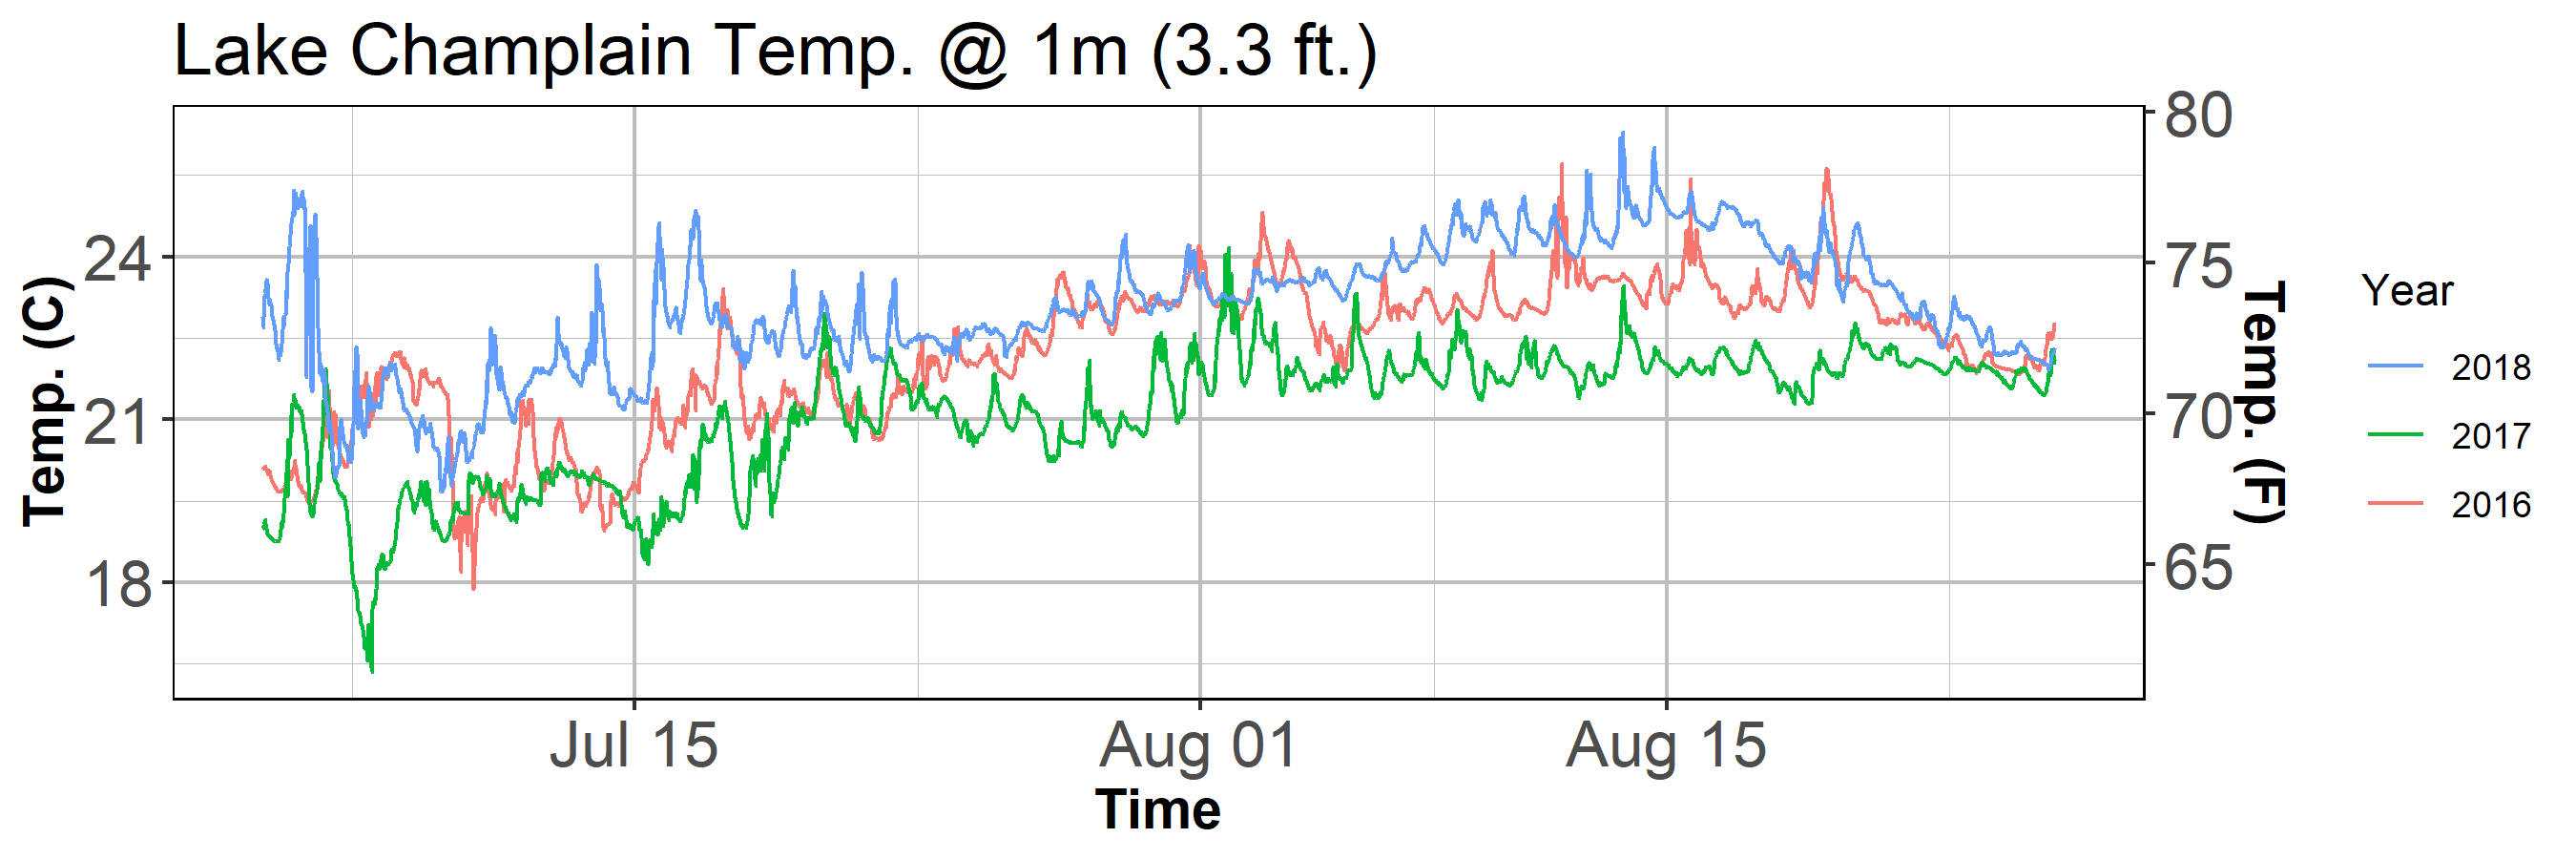 Lake Champlain Temp. @ 1m (3.3 ft.)
Temp. (C)
24
21
18
80
75
70
65
Temp. (F)
Jul 15
Aug 01
Aug 15
Time
Year
2018
2017
2016